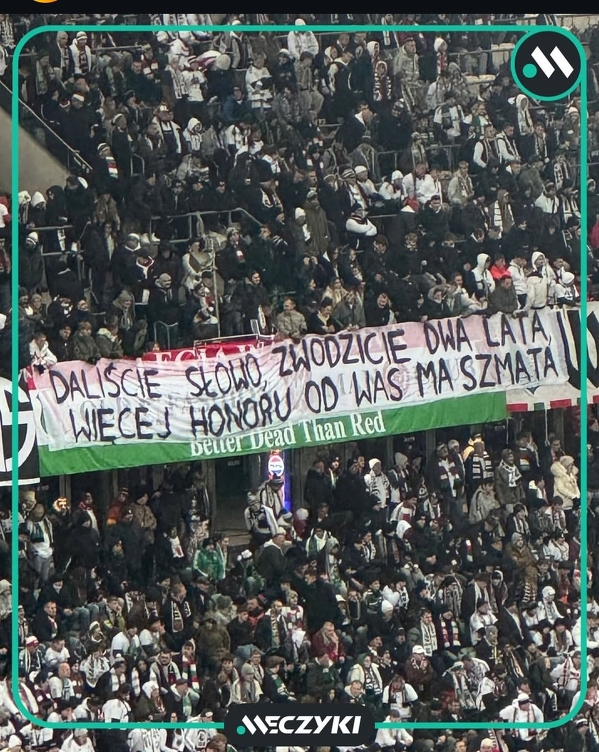 DALIŚCIE SŁOWO, ZWODZICIE DWA LATA,
WIĘCEJ HONORU OD WAS MA SZMATA
Better Dead Than Red
MECZYKI